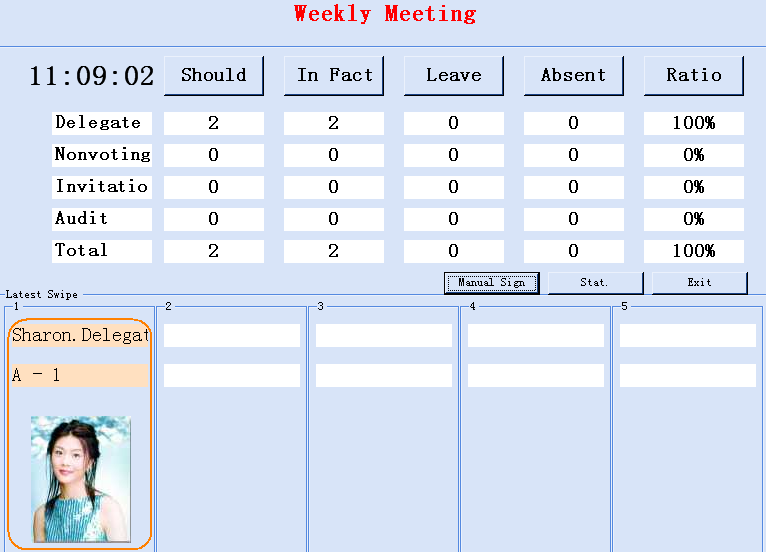 Weekly Meeting
11:09:02 Should In Fact Leave Absent Ratio
Delegate 2 2 0 0 100%
Nonvoting 0 0 0 0 0%
Invitatio 0 0 0 0 0%
Audit 0 0 0 0 0%
Total 2 2 0 0 100%
Manual Sign Stat. Exit
Latest Swipe
1 2 3 4 5
Sharon.Delegat
A - 1